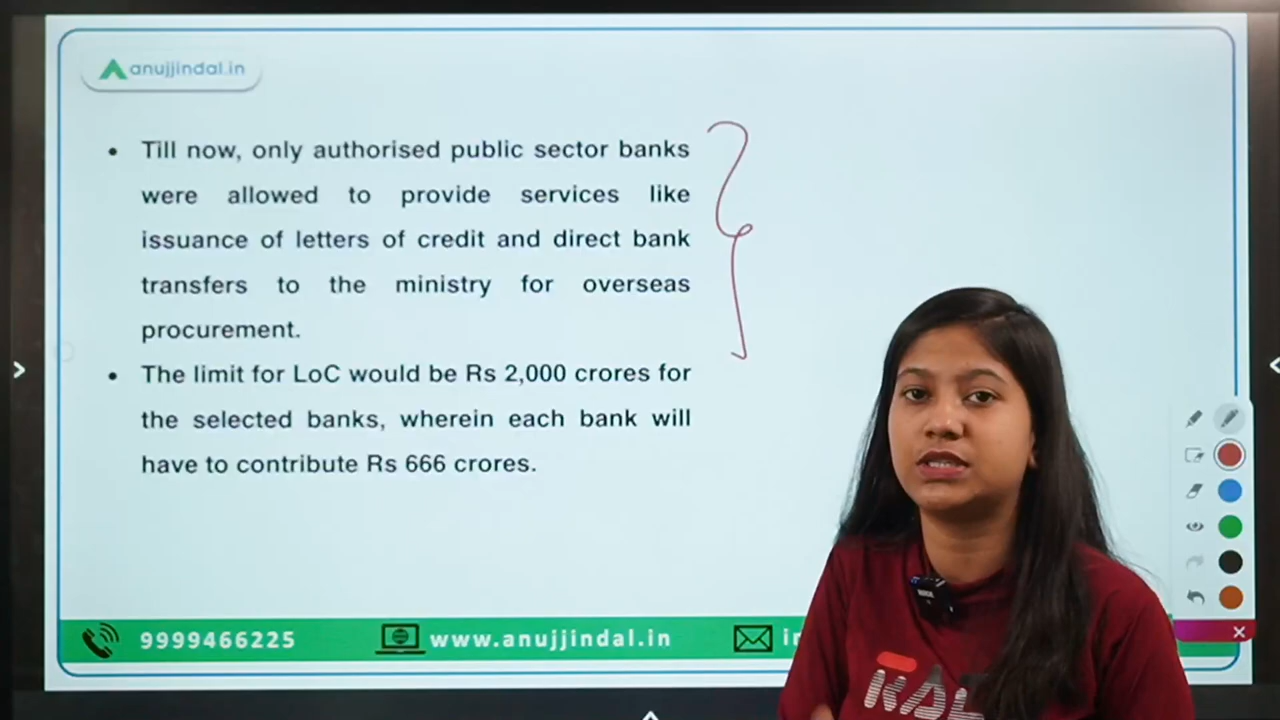 anujjindal.in
Till now, only authorised public sector banks
were allowed to provide services like
issuance of letters of credit and direct bank
transfers to the ministry for overseas
procurement.
The limit for LoC would be Rs 2,000 crores for
the selected banks, wherein each bank will
have to contribute Rs 666 crores.
9999466225
www.anujjindal.in